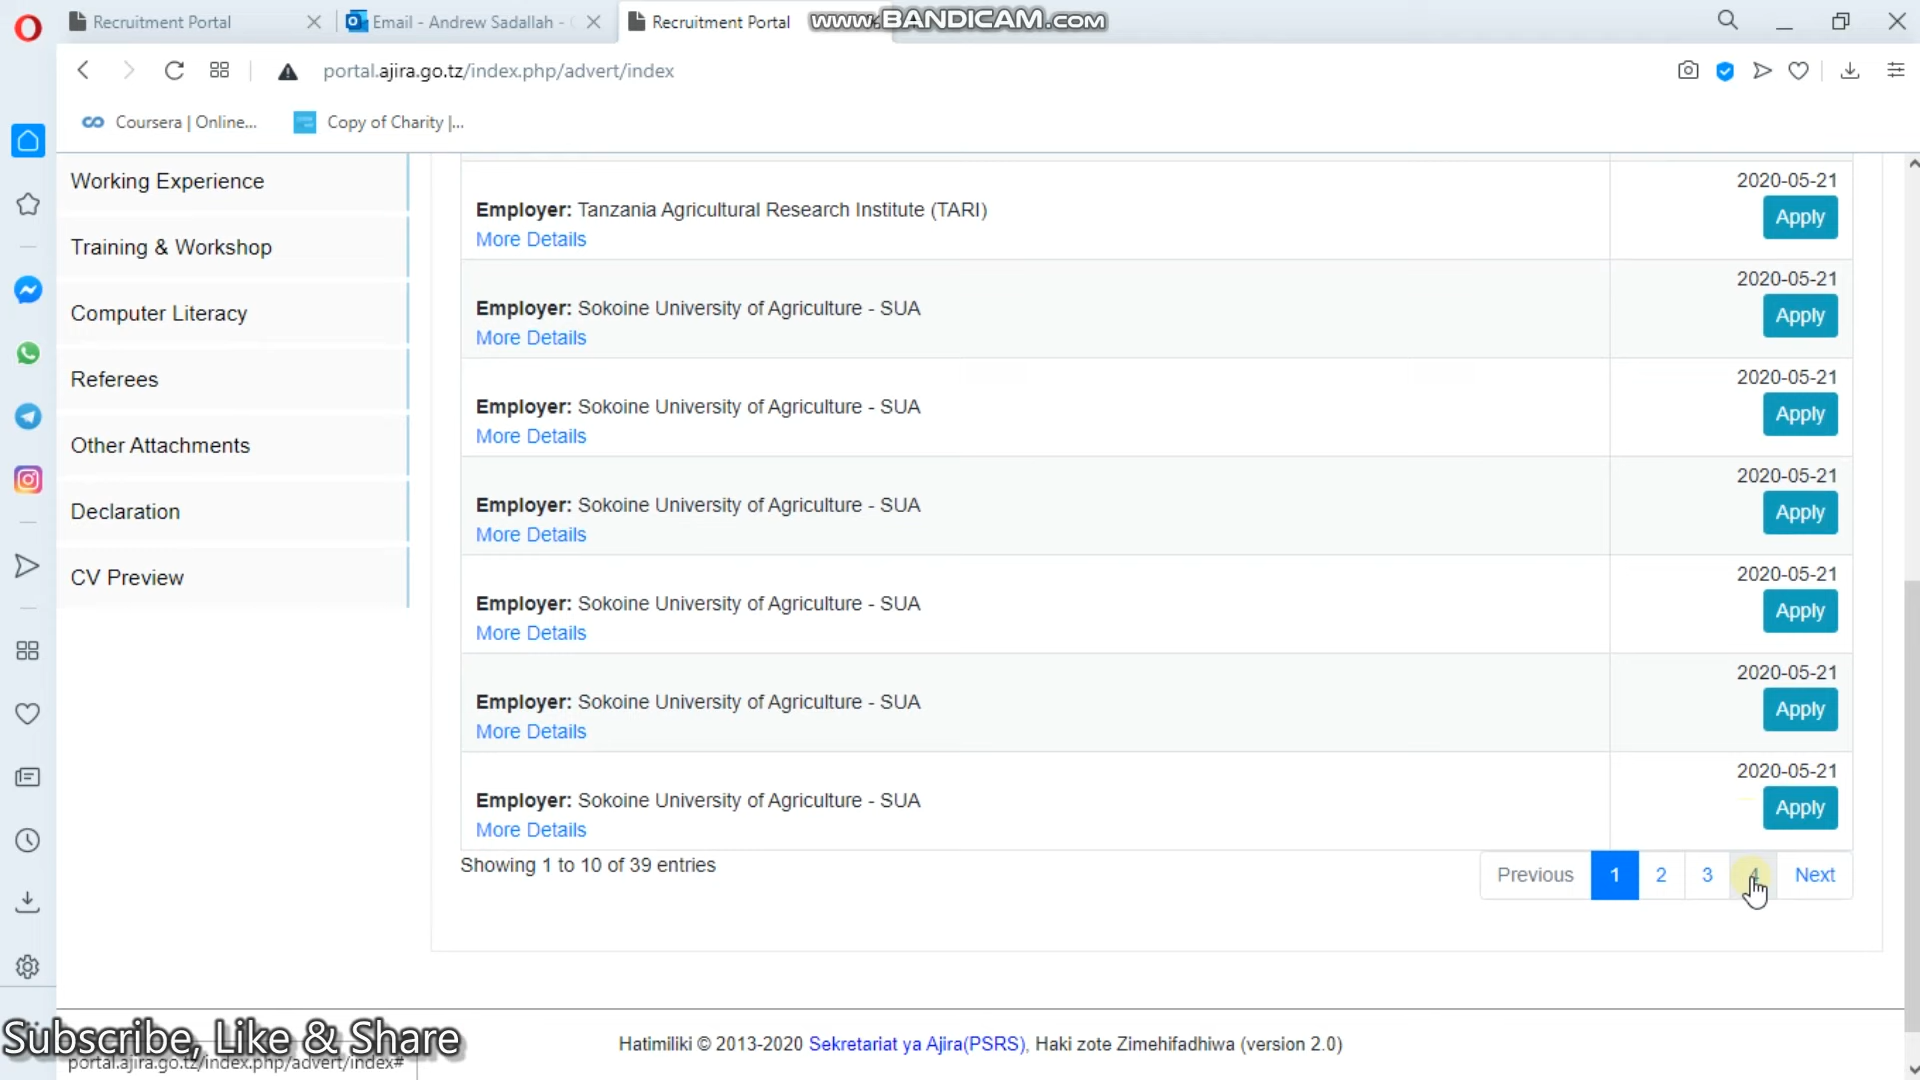 Recruitment Portal
Email - Andrew Sadallah -
Recruitment Portal
www.BANDICAM.com
portal.ajira.go.tz/index.php/advert/index
Coursera | Online...
Copy of Charity |...
Working Experience
Training & Workshop
Computer Literacy
Referees
Other Attachments
Declaration
CV Preview
2020-05-21
Employer: Tanzania Agricultural Research Institute (TARI)
Apply
More Details
2020-05-21
Employer: Sokoine University of Agriculture - SUA
Apply
More Details
2020-05-21
Employer: Sokoine University of Agriculture - SUA
Apply
More Details
2020-05-21
Employer: Sokoine University of Agriculture - SUA
Apply
More Details
2020-05-21
Employer: Sokoine University of Agriculture - SUA
Apply
More Details
2020-05-21
Employer: Sokoine University of Agriculture - SUA
Apply
More Details
2020-05-21
Employer: Sokoine University of Agriculture - SUA
Apply
More Details
Showing 1 to 10 of 39 entries
Previous 1 2 3 4 Next
Subscribe, Like & Share
portal.ajira.go.tz/index.php/advert/index#
Hatimiliki © 2013-2020 Sekretariat ya Ajira(PSRS), Haki zote Zimehifadhiwa (version 2.0)